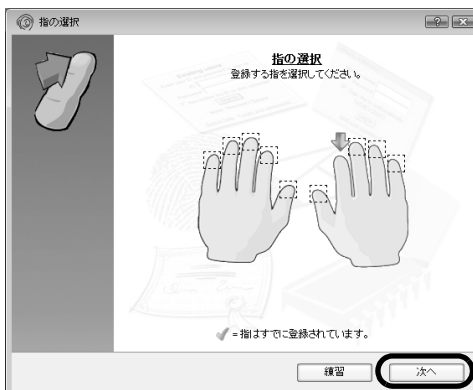 指の選択
指の選択
登録する指を選択してください。
=指はすでに登録されています。
練習
次へ